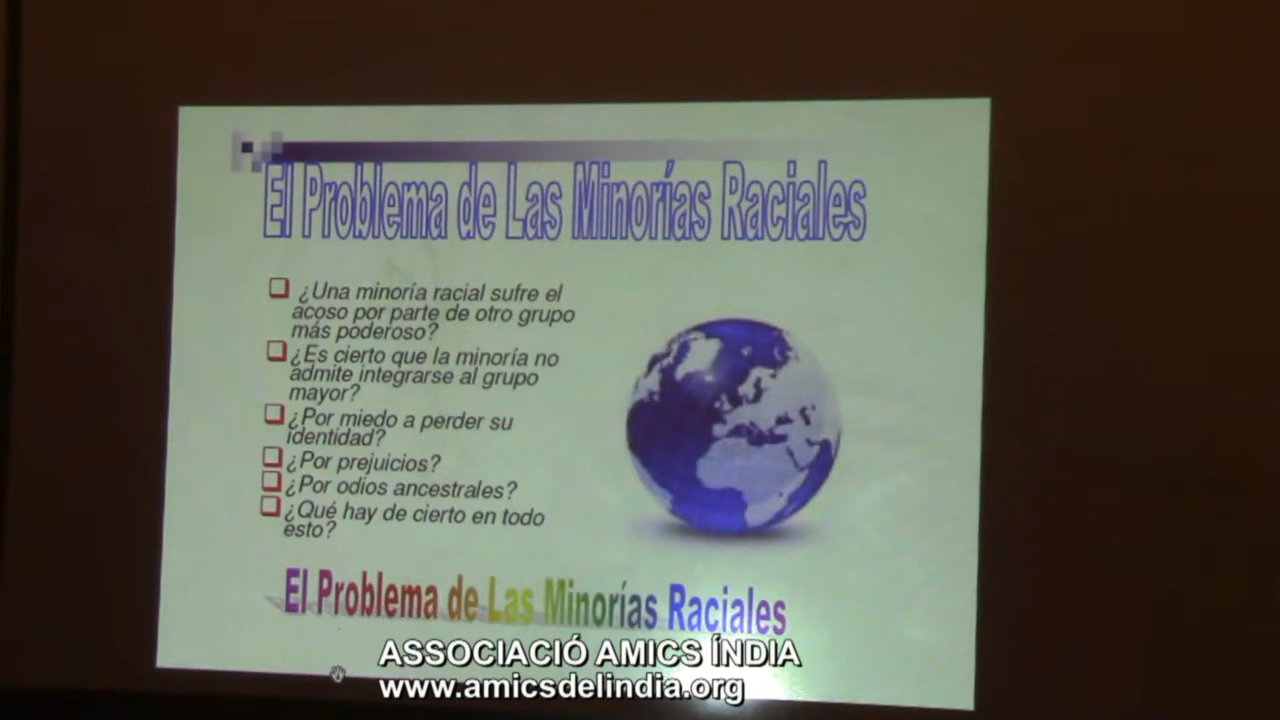 El Problema de Las Minorías Raciales
¿Una minoría racial sufre el
acoso por parte de otro grupo
más poderoso?
¿Es cierto que la minoría no
admite integrarse al grupo
mayor?
¿Por miedo a perder su
identidad?
¿Por prejuicios?
¿Por odios ancestrales?
¿Qué hay de cierto en todo
esto?
El Problema de Las Minorías Raciales
ASSOCIACIÓ AMICS ÍNDIA
www.amicsdelindia.org